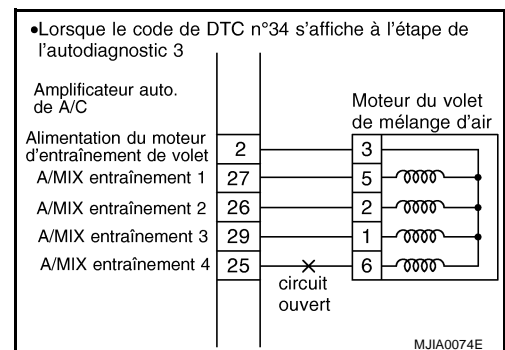 •Lorsque le code de DTC n°34 s'affiche à l'étape de
l'autodiagnostic 3
Amplificateur auto.
de A/C
Moteur du volet
de mélange d'air
Alimentation du moteur
d'entraînement de volet
2
3
A/MIX entraînement 1
27
5
A/MIX entraînement 2
26
2
A/MIX entraînement 3
29
1
A/MIX entraînement 4
25
6
circuit
ouvert
MJIA0074E